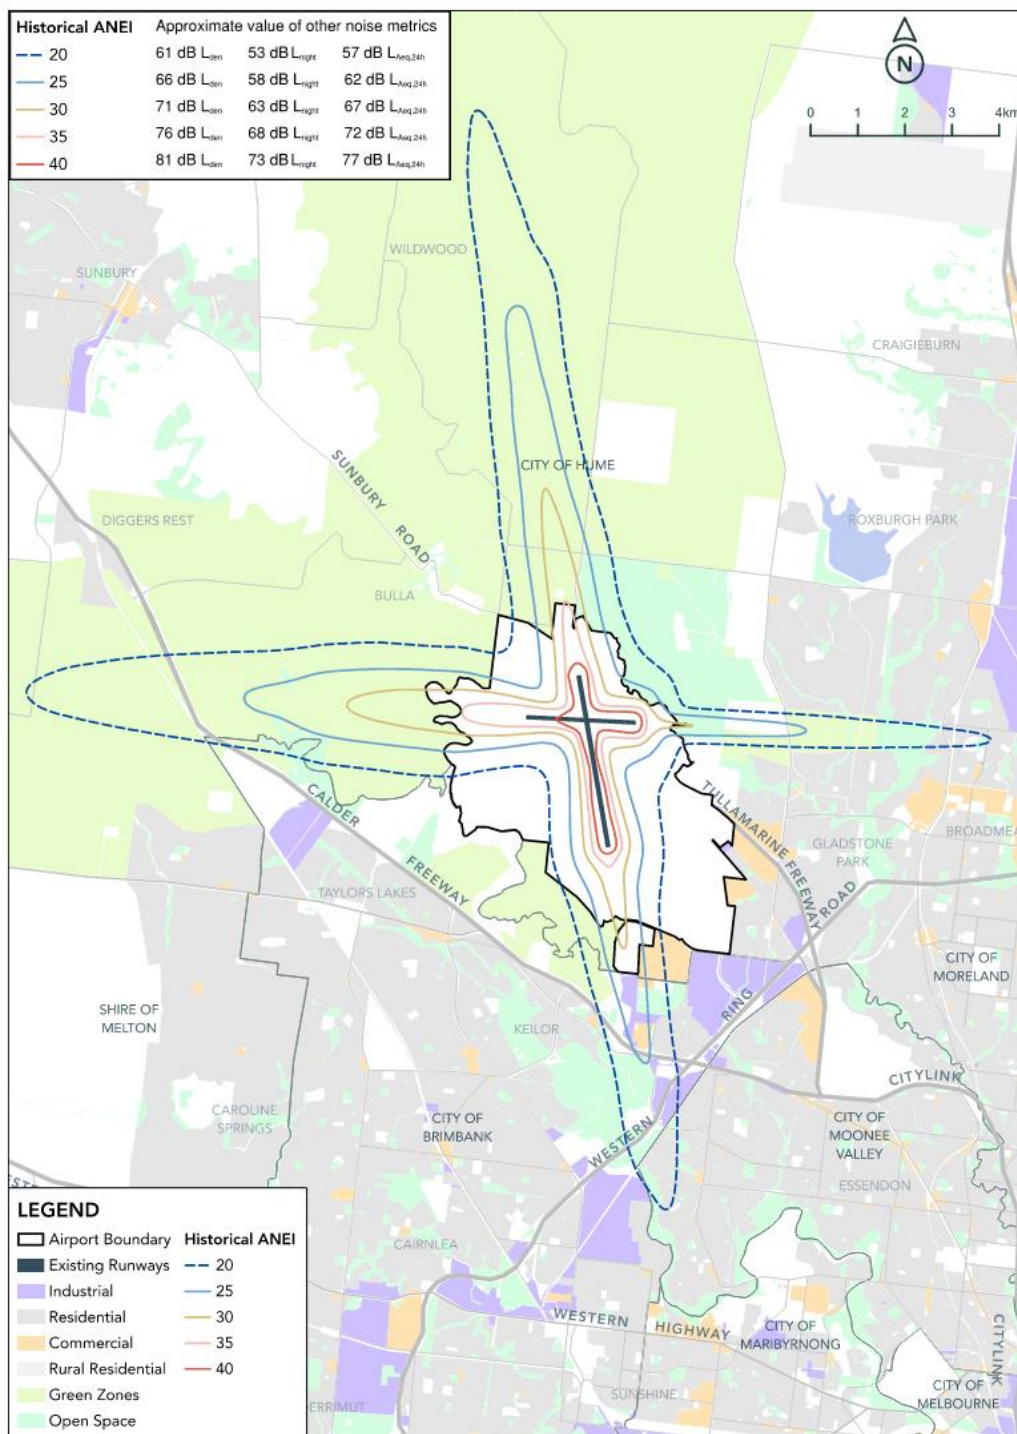 Historical ANEI Approximate value of other noise metrics
20 61 dB Lden 53 dB Lnight 57 dB LAeq,24h
25 66 dB Lden 58 dB Lnight 62 dB LAeq,24h
30 71 dB Lden 63 dB Lnight 67 dB LAeq,24h
35 76 dB Lden 68 dB Lnight 72 dB LAeq,24h
40 81 dB Lden 73 dB Lnight 77 dB LAeq,24h
N
0 1 2 3 4km
WILDWOOD
SUNBURY
CRAIGIEBURN
SUNBURY ROAD
CITY OF HUME
DIGGERS REST
ROXBURGH PARK
BULLA
CALDER FREEWAY
TULLAMARINE FREEWAY
GLADSTONE
PARK
BROADMEA
TAYLORS LAKES
RING ROAD
CITY OF
MORELAND
SHIRE OF
MELTON
KEILOR
CITYLINK
CAROLINE
SPRINGS
CITY OF
BRIMBANK
CITY OF
MOONEE
VALLEY
WESTERN
ESSENDON
LEGEND
Airport Boundary
Existing Runways
Industrial
Residential
Commercial
Rural Residential
Green Zones
Open Space
Historical ANEI
20
25
30
35
40
CAIRNLEA
WESTERN HIGHWAY
CITY OF
MARIBYRNONG
CITYLINK
SUNSHINE
CITY OF
MELBOURNE
ERRIMUT